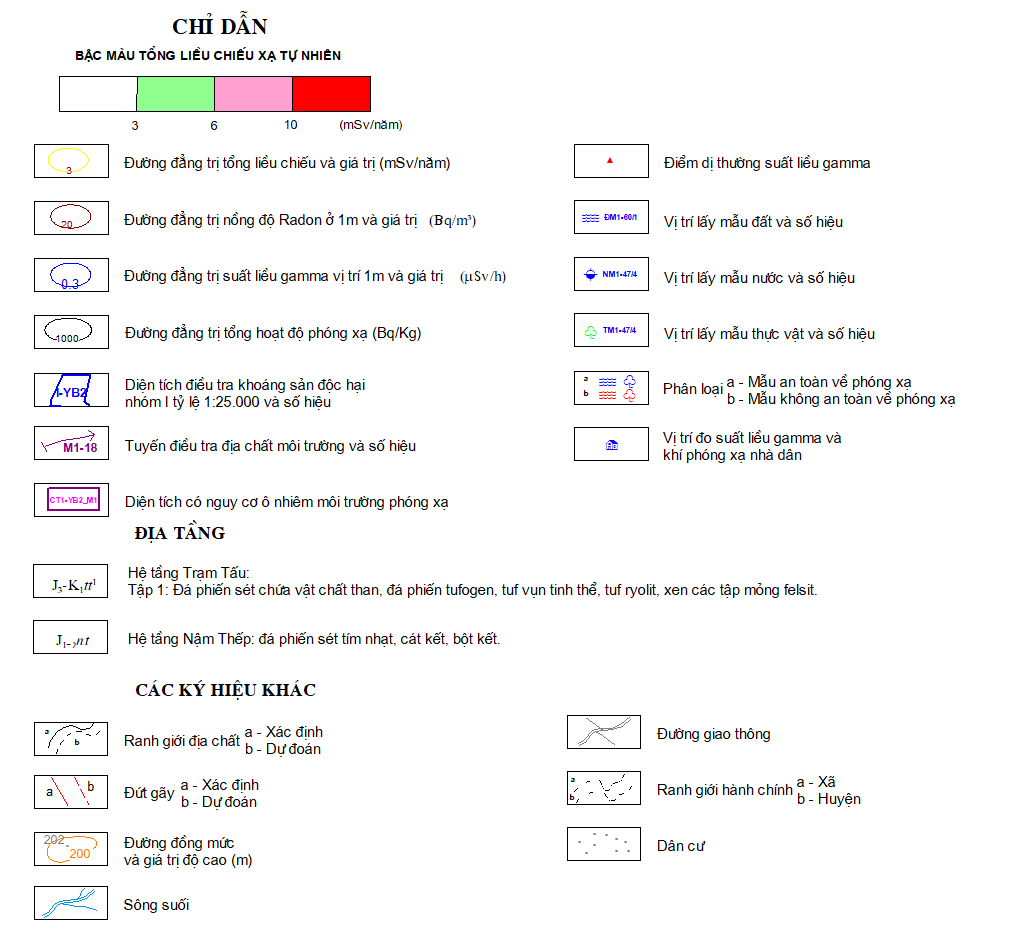 CHỈ DẪN
BẬC MÀU TỔNG LIỀU CHIẾU XẠ TỰ NHIÊN
3 6 10 (mSv/năm)
3 Đường đẳng trị tổng liều chiếu và giá trị (mSv/năm)
20 Đường đẳng trị nồng độ Radon ở 1m và giá trị (Bq/m³)
0.3 Đường đẳng trị suất liều gamma vị trí 1m và giá trị (µSv/h)
1000 Đường đẳng trị tổng hoạt độ phóng xạ (Bq/Kg)
I-YB2 Diện tích điều tra khoáng sản độc hại
nhóm I tỷ lệ 1:25.000 và số hiệu
M1-18 Tuyến điều tra địa chất môi trường và số hiệu
CT1-YB2_M1 Diện tích có nguy cơ ô nhiêm môi trường phóng xạ
Điểm dị thường suất liều gamma
ĐM1-60/1 Vị trí lấy mẫu đất và số hiệu
NM1-47/4 Vị trí lấy mẫu nước và số hiệu
TM1-47/4 Vị trí lấy mẫu thực vật và số hiệu
a
b
Phân loại
a - Mẫu an toàn về phóng xạ
b - Mẫu không an toàn về phóng xạ
Vị trí đo suất liều gamma và
khí phóng xạ nhà dân
ĐỊA TẦNG
J₃-K₁tt¹ Hệ tầng Trạm Tấu:
Tập 1: Đá phiến sét chứa vật chất than, đá phiến tufogen, tuf vụn tinh thể, tuf ryolit, xen các tập mỏng felsit.
J₁₋₂nt Hệ tầng Nậm Thếp: đá phiến sét tím nhạt, cát kết, bột kết.
CÁC KÝ HIỆU KHÁC
a
b
Ranh giới địa chất
a - Xác định
b - Dự đoán
a b Đứt gãy
a - Xác định
b - Dự đoán
202 200
Đường đồng mức
và giá trị độ cao (m)
Sông suối
Đường giao thông
a
b
Ranh giới hành chính
a - Xã
b - Huyện
Dân cư